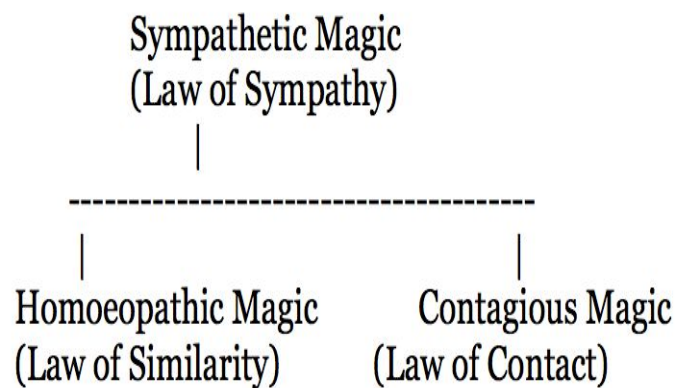 Sympathetic Magic
(Law of Sympathy)
|
---------------------------------------
| |
Homoeopathic Magic Contagious Magic
(Law of Similarity) (Law of Contact)